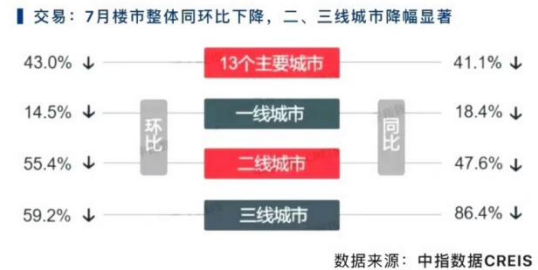 交易：7月楼市整体同环比下降，二、三线城市降幅显著
43.0% ↓ 13个主要城市 41.1% ↓
14.5% ↓ 一线城市 18.4% ↓
环比 同比
55.4% ↓ 二线城市 47.6% ↓
59.2% ↓ 三线城市 86.4% ↓
数据来源：中指数据CREIS